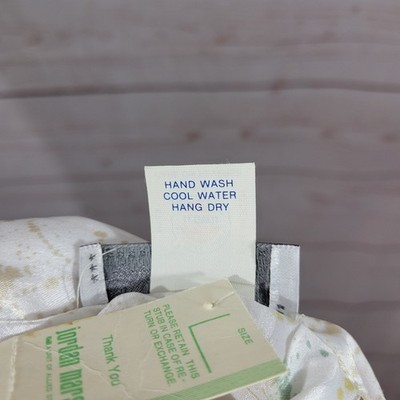 HAND WASH
COOL WATER
HANG DRY
***
PLEASE RETAIN THIS
STUB IN CASE OF RE-
TURN OR EXCHANGE.
SIZE
L
Thank You
jordan